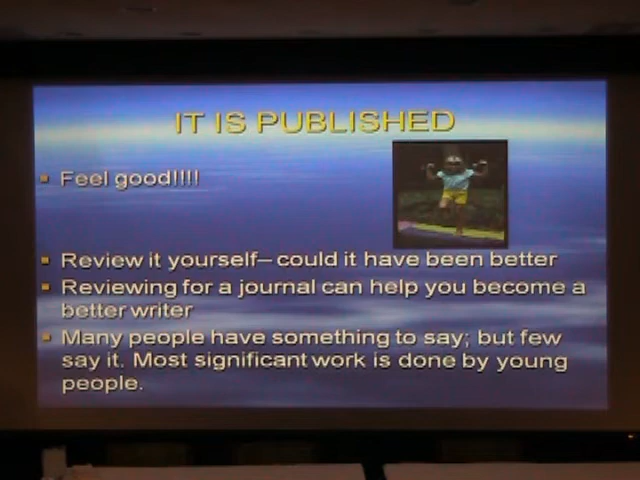 IT IS PUBLISHED
Feel good!!!!
Review it yourself– could it have been better
Reviewing for a journal can help you become a
better writer
Many people have something to say; but few
say it. Most significant work is done by young
people.